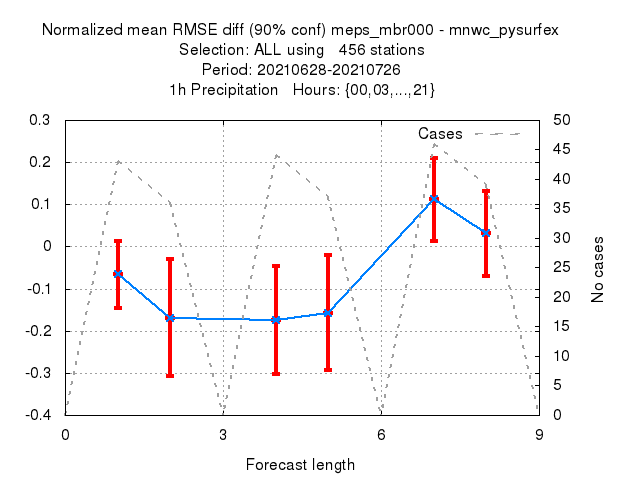 Normalized mean RMSE diff (90% conf) meps_mbr000 - mnwc_pysurfex
Selection: ALL using   456 stations
Period: 20210628-20210726
1h Precipitation   Hours: {00,03,...,21}
Cases
0.3
0.2
0.1
0
-0.1
-0.2
-0.3
-0.4
50
45
40
35
30
25
20
15
10
5
0
No cases
0 3 6 9
Forecast length